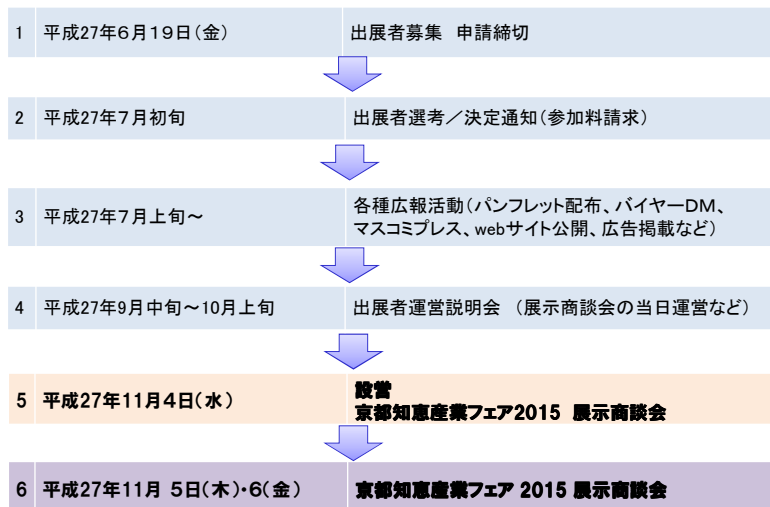 1 平成27年6月19日(金) 出展者募集 申請締切
2 平成27年7月初旬 出展者選考／決定通知(参加料請求)
3 平成27年7月上旬～ 各種広報活動(パンフレット配布、バイヤーDM、
マスコミプレス、webサイト公開、広告掲載など)
4 平成27年9月中旬～10月上旬 出展者運営説明会 (展示商談会の当日運営など)
5 平成27年11月4日(水) 設営
京都知恵産業フェア2015 展示商談会
6 平成27年11月 5日(木)・6(金) 京都知恵産業フェア 2015 展示商談会